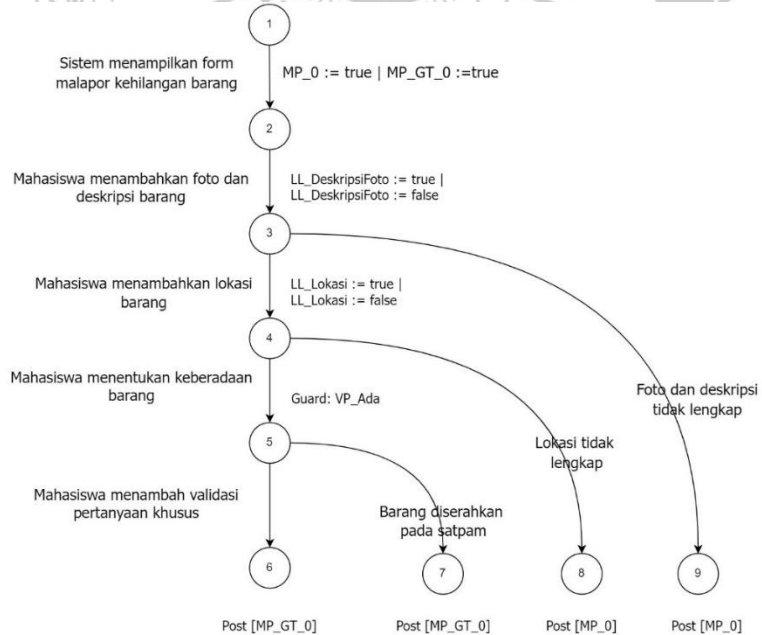 1
Sistem menampilkan form
malapor kehilangan barang
MP_0 := true | MP_GT_0 :=true
2
Mahasiswa menambahkan foto dan
deskripsi barang
LL_DeskripsiFoto := true |
LL_DeskripsiFoto := false
3
Mahasiswa menambahkan lokasi
barang
LL_Lokasi := true |
LL_Lokasi := false
4
Mahasiswa menentukan keberadaan
barang
Guard: VP_Ada
Foto dan deskripsi
tidak lengkap
5
Lokasi tidak
lengkap
Mahasiswa menambah validasi
pertanyaan khusus
Barang diserahkan
pada satpam
6
7
8
9
Post [MP_GT_0]
Post [MP_GT_0]
Post [MP_0]
Post [MP_0]